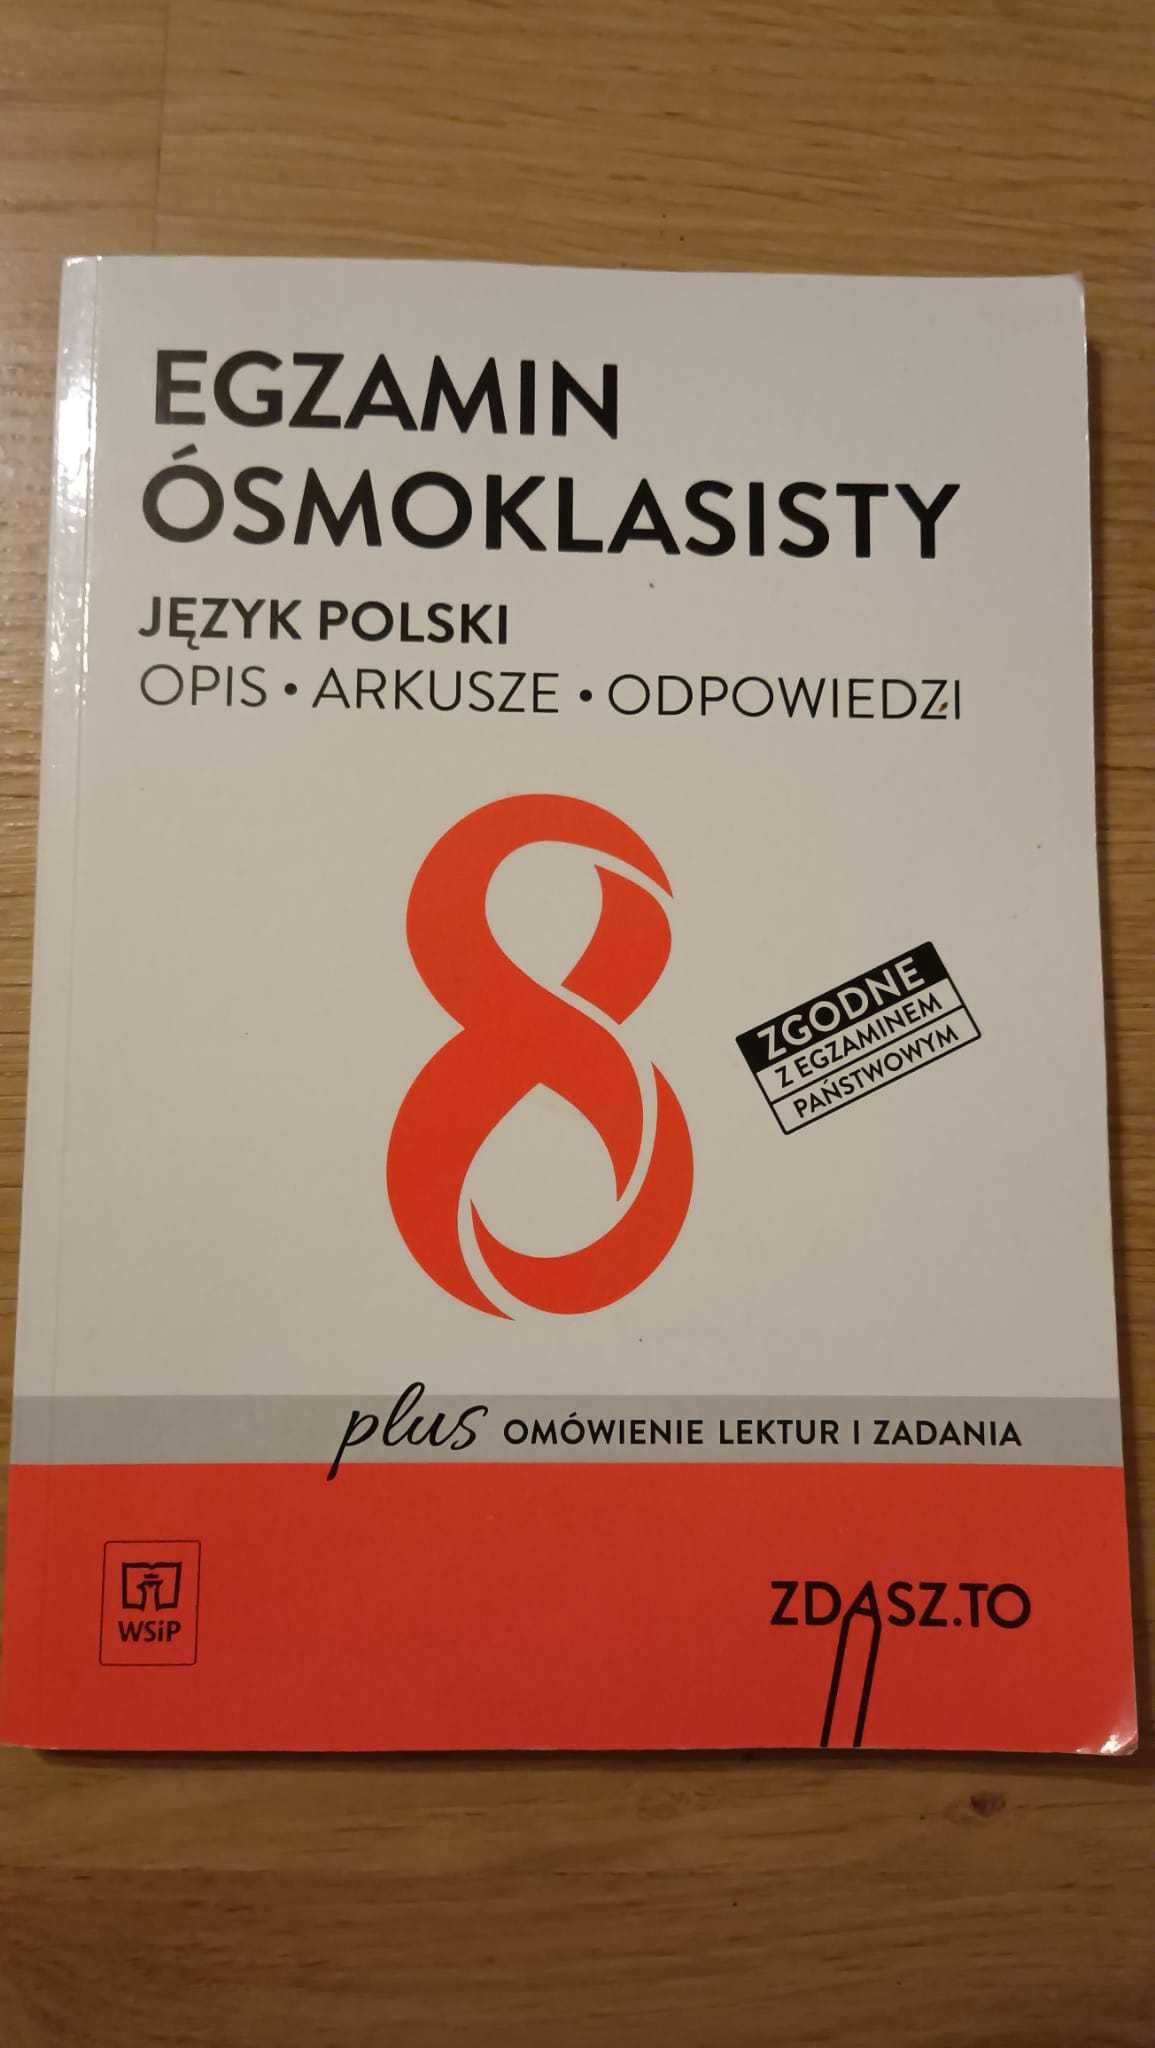 EGZAMIN
ÓSMOKLASISTY
JĘZYK POLSKI
OPIS • ARKUSZE • ODPOWIEDZI
8
ZGODNE
Z EGZAMINEM
PAŃSTWOWYM
plus OMÓWIENIE LEKTUR I ZADANIA
WSiP
ZDASZ.TO